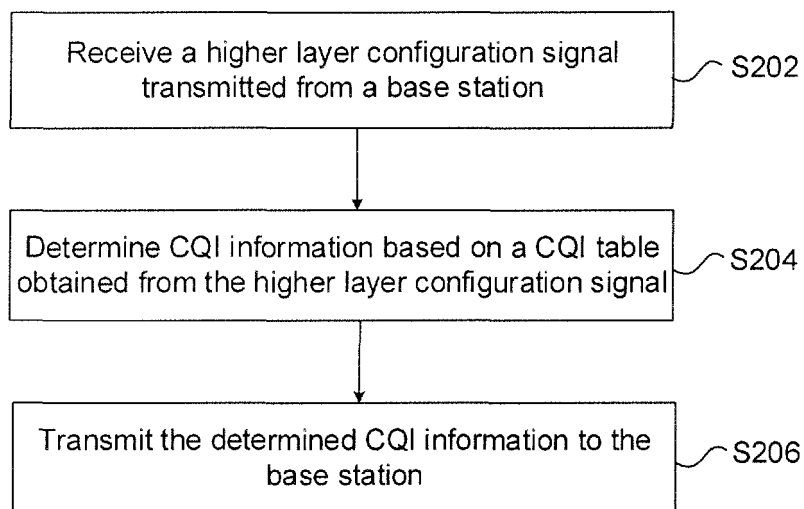 Receive a higher layer configuration signal
transmitted from a base station
S202
Determine CQI information based on a CQI table
obtained from the higher layer configuration signal
S204
Transmit the determined CQI information to the
base station
S206